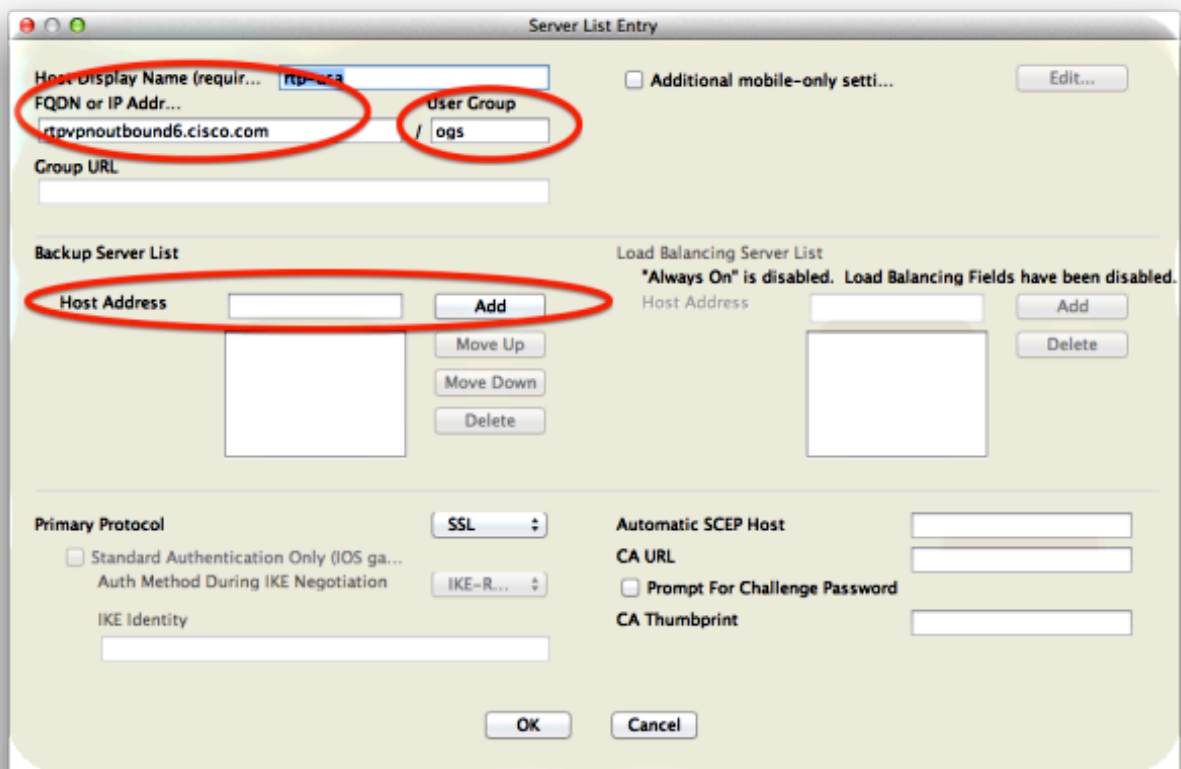 Server List Entry
Host Display Name (requir... rtp-asa
Additional mobile-only setti...
Edit...
FQDN or IP Addr...
User Group
rtpvpnoutbound6.cisco.com / ogs
Group URL
Backup Server List
Host Address
Add
Move Up
Move Down
Delete
Load Balancing Server List
"Always On" is disabled. Load Balancing Fields have been disabled.
Host Address
Add
Delete
Primary Protocol
SSL
Standard Authentication Only (IOS ga...
Auth Method During IKE Negotiation
IKE-R...
IKE Identity
Automatic SCEP Host
CA URL
Prompt For Challenge Password
CA Thumbprint
OK
Cancel